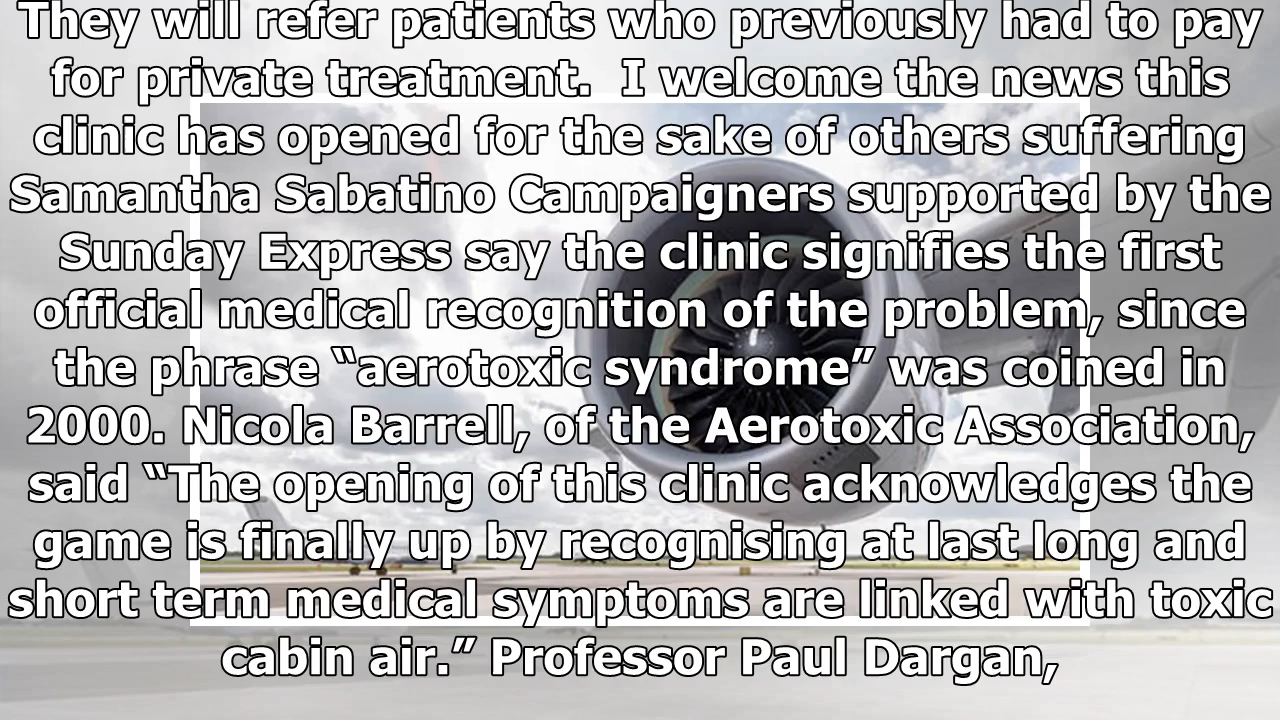 They will refer patients who previously had to pay
for private treatment.  I welcome the news this
clinic has opened for the sake of others suffering
Samantha Sabatino Campaigners supported by the
Sunday Express say the clinic signifies the first
official medical recognition of the problem, since
the phrase “aerotoxic syndrome” was coined in
2000. Nicola Barrell, of the Aerotoxic Association,
said “The opening of this clinic acknowledges the
game is finally up by recognising at last long and
short term medical symptoms are linked with toxic
cabin air.” Professor Paul Dargan,